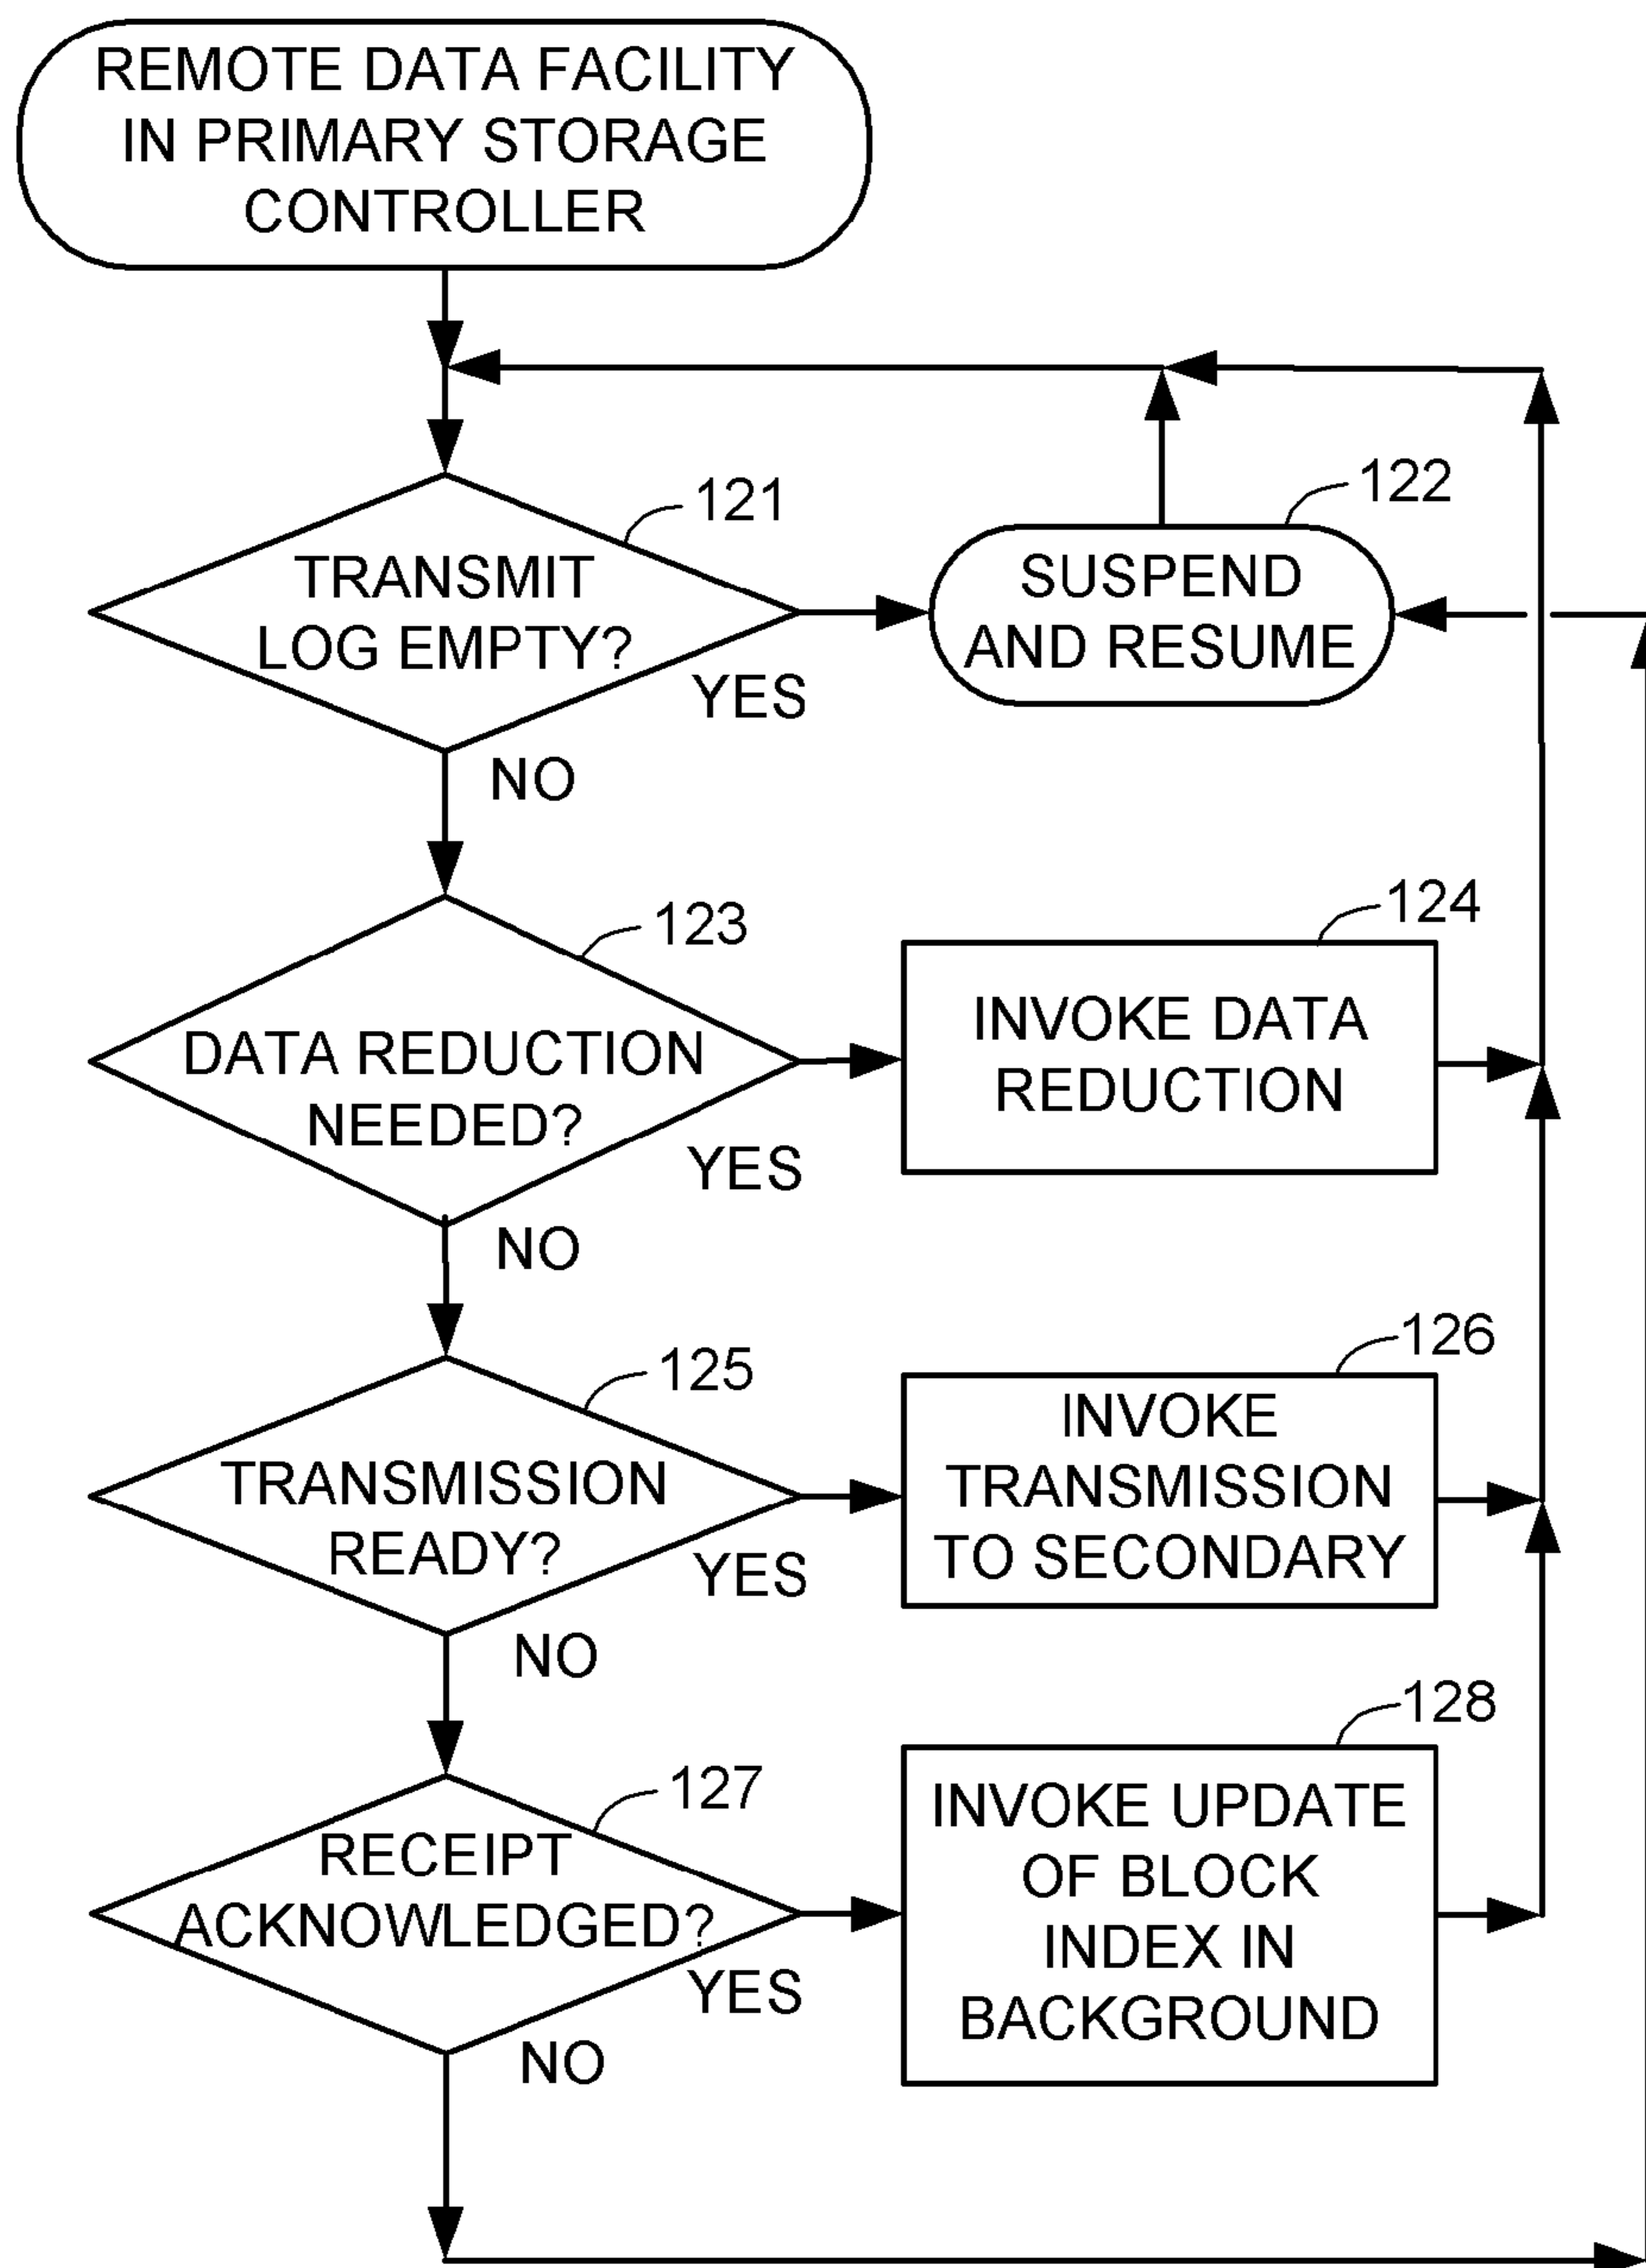 REMOTE DATA FACILITY
IN PRIMARY STORAGE
CONTROLLER
121
TRANSMIT
LOG EMPTY?
YES
NO
122
SUSPEND
AND RESUME
123
DATA REDUCTION
NEEDED?
YES
NO
124
INVOKE DATA
REDUCTION
125
TRANSMISSION
READY?
YES
NO
126
INVOKE
TRANSMISSION
TO SECONDARY
127
RECEIPT
ACKNOWLEDGED?
YES
NO
128
INVOKE UPDATE
OF BLOCK
INDEX IN
BACKGROUND